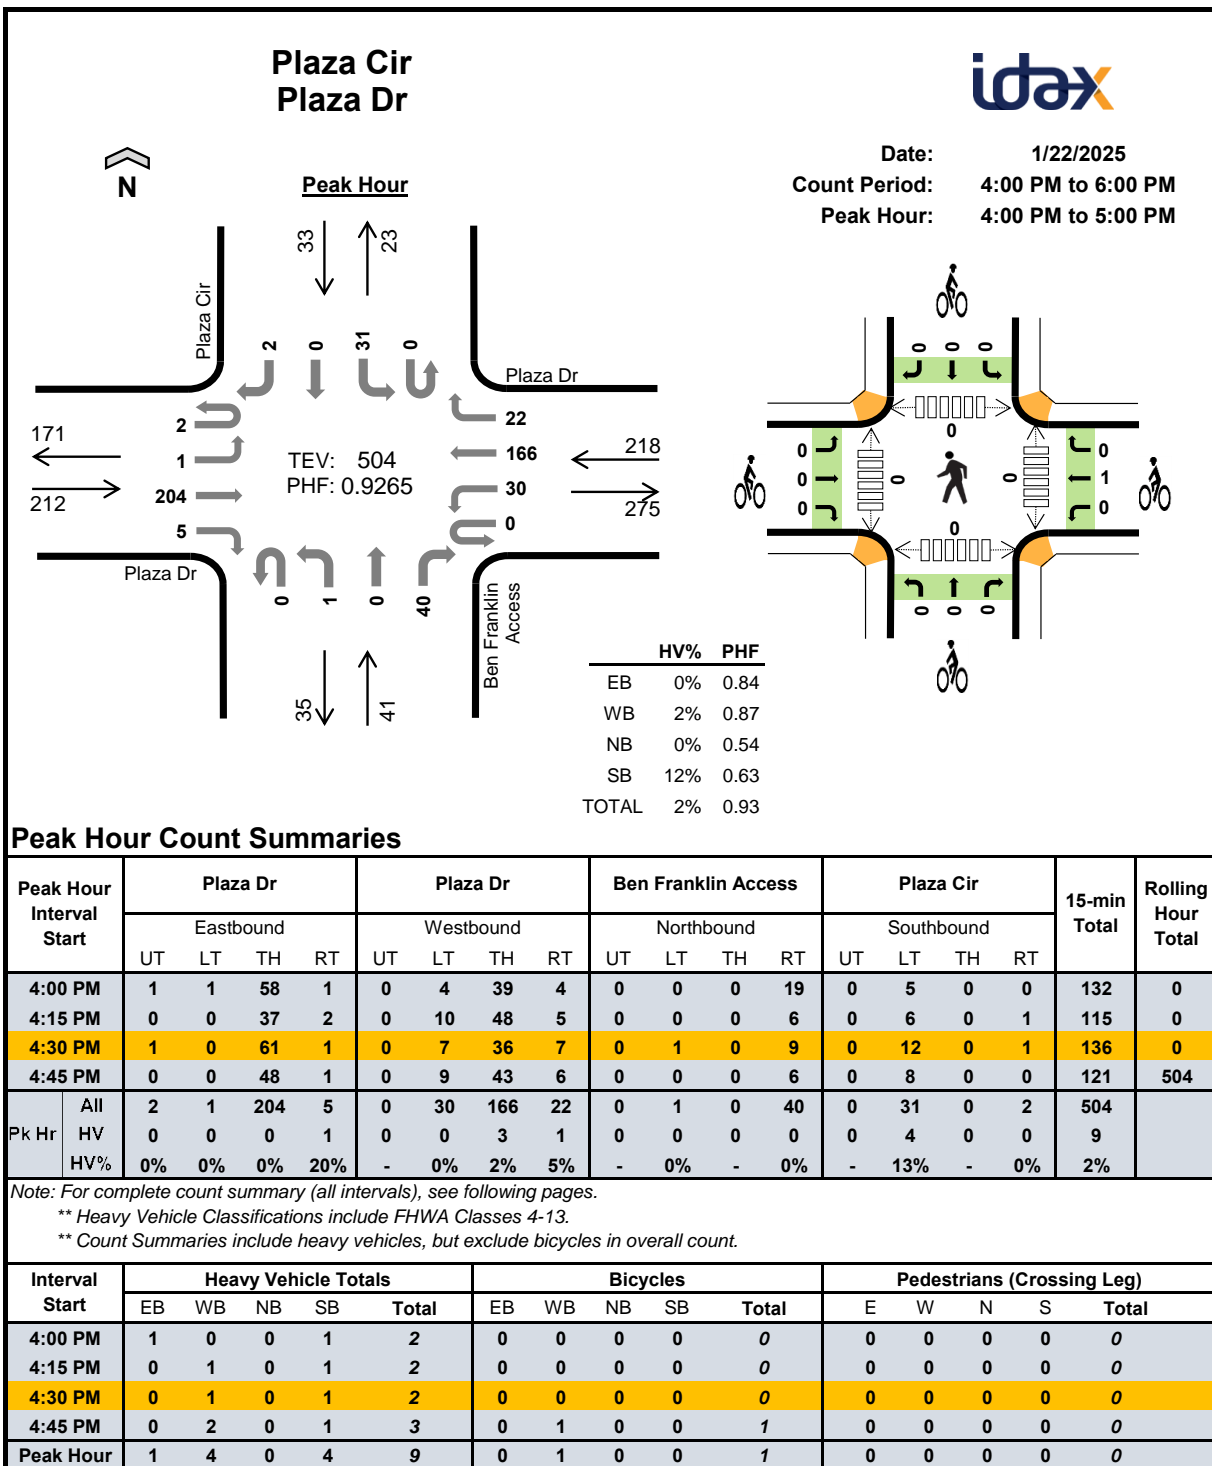 Plaza Cir
Plaza Dr
idax
Date: 1/22/2025
Count Period: 4:00 PM to 6:00 PM
Peak Hour: 4:00 PM to 5:00 PM
N
Peak Hour
33
23
Plaza Cir
2 0 31 0
Plaza Dr
2
1
204
5
171
212
TEV: 504
PHF: 0.9265
22
166
30
0
218
275
Plaza Dr
0 1 0 40
Ben Franklin
Access
35
41
0 0 0
0
0
0
0
0
0
0
0
1
0
0 0 0
HV% PHF
EB 0% 0.84
WB 2% 0.87
NB 0% 0.54
SB 12% 0.63
TOTAL 2% 0.93
Peak Hour Count Summaries
Peak Hour Interval Start Plaza Dr Plaza Dr Ben Franklin Access Plaza Cir 15-min Total Rolling Hour Total
Eastbound Westbound Northbound Southbound
UT LT TH RT UT LT TH RT UT LT TH RT UT LT TH RT
4:00 PM 1 1 58 1 0 4 39 4 0 0 0 19 0 5 0 0 132 0
4:15 PM 0 0 37 2 0 10 48 5 0 0 0 6 0 6 0 1 115 0
4:30 PM 1 0 61 1 0 7 36 7 0 1 0 9 0 12 0 1 136 0
4:45 PM 0 0 48 1 0 9 43 6 0 0 0 6 0 8 0 0 121 504
Pk Hr All 2 1 204 5 0 30 166 22 0 1 0 40 0 31 0 2 504
HV 0 0 0 1 0 0 3 1 0 0 0 0 0 4 0 0 9
HV% 0% 0% 0% 20% - 0% 2% 5% - 0% - 0% - 13% - 0% 2%
Note: For complete count summary (all intervals), see following pages.
** Heavy Vehicle Classifications include FHWA Classes 4-13.
** Count Summaries include heavy vehicles, but exclude bicycles in overall count.
Interval Start Heavy Vehicle Totals Bicycles Pedestrians (Crossing Leg)
EB WB NB SB Total EB WB NB SB Total E W N S Total
4:00 PM 1 0 0 1 2 0 0 0 0 0 0 0 0 0 0
4:15 PM 0 1 0 1 2 0 0 0 0 0 0 0 0 0 0
4:30 PM 0 1 0 1 2 0 0 0 0 0 0 0 0 0 0
4:45 PM 0 2 0 1 3 0 1 0 0 1 0 0 0 0 0
Peak Hour 1 4 0 4 9 0 1 0 0 1 0 0 0 0 0